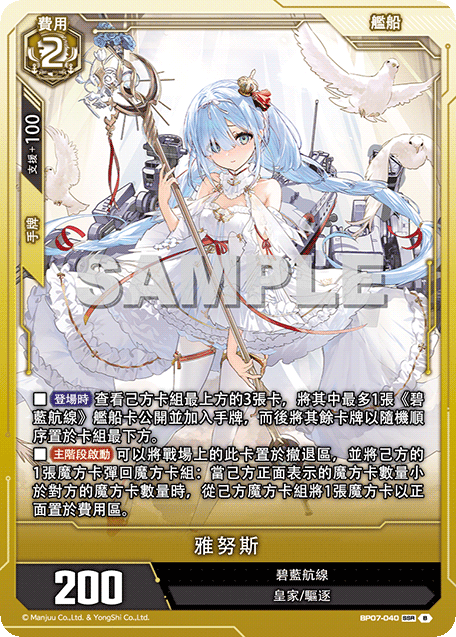 費用
艦船
2
支援+100
手牌
SAMPLE
■ 登場時 查看己方卡組最上方的3張卡，將其中最多1張《碧
藍航線》艦船卡公開並加入手牌，而後將其餘卡牌以隨機順
序置於卡組最下方。
■ 主階段啟動 可以將戰場上的此卡置於撤退區，並將己方的
1張魔方卡彈回魔方卡組：當己方正面表示的魔方卡數量小
於對方的魔方卡數量時，從己方魔方卡組將1張魔方卡以正
面置於費用區。
雅努斯
200
碧藍航線
皇家/驅逐
© Manjuu Co.,Ltd. & YongShi Co.,Ltd.
BP07-040 SSR B